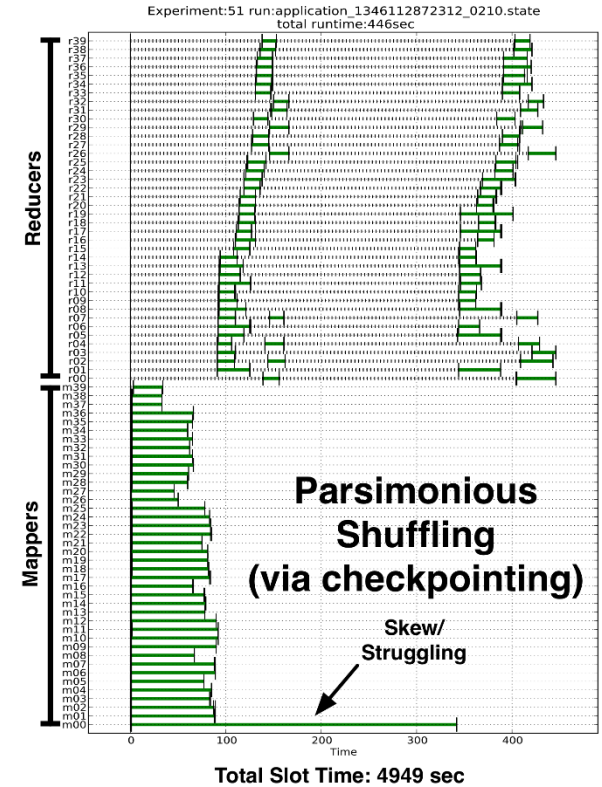 Experiment:51 run:application_1346112872312_0210.state
total runtime:446sec
Reducers
r39
r38
r37
r36
r35
r34
r33
r32
r31
r30
r29
r28
r27
r26
r25
r24
r23
r22
r21
r20
r19
r18
r17
r16
r15
r14
r13
r12
r11
r10
r09
r08
r07
r06
r05
r04
r03
r02
r01
r00
Mappers
m39
m38
m37
m36
m35
m34
m33
m32
m31
m30
m29
m28
m27
m26
m25
m24
m23
m22
m21
m20
m19
m18
m17
m16
m15
m14
m13
m12
m11
m10
m09
m08
m07
m06
m05
m04
m03
m02
m01
m00
Parsimonious
Shuffling
(via checkpointing)
Skew/
Struggling
0 100 200 300 400
Time
Total Slot Time: 4949 sec